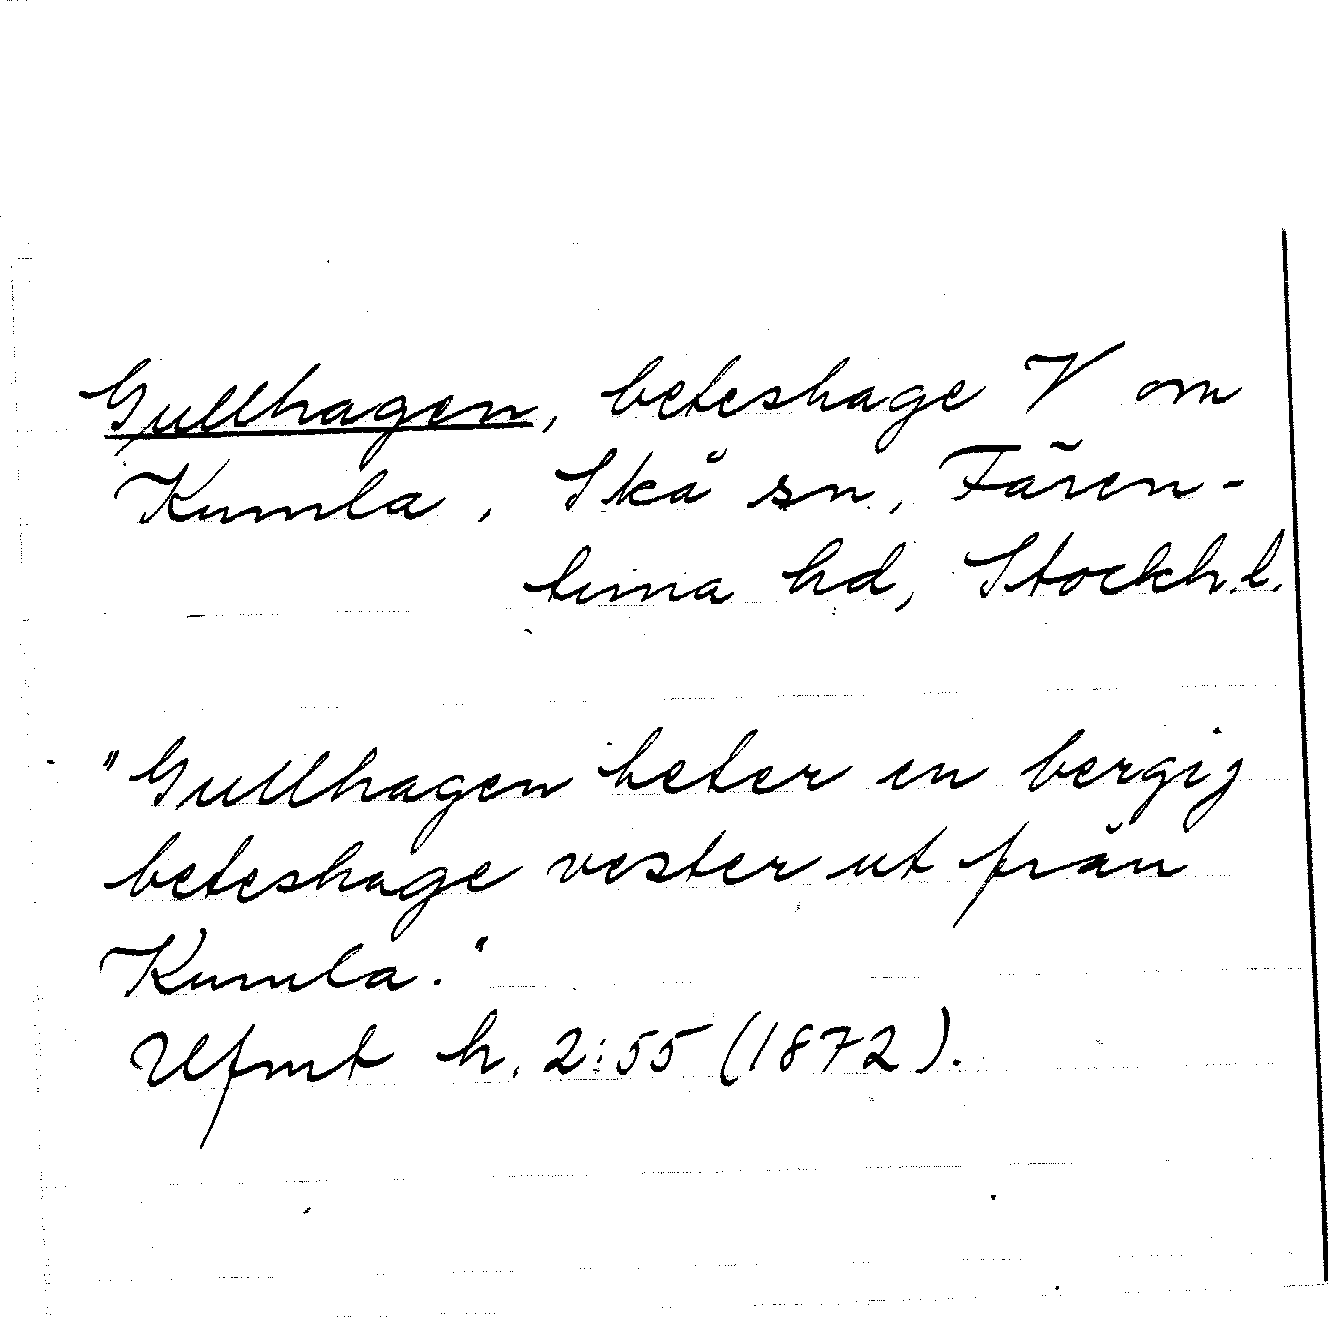 Gullhagen, beteshage V om
Kumla, Skå sn, Fären-
tuna hd, Stockh.l.
"Gullhagen heter en bergig
beteshage vester ut från
Kumla."
Ufmt h. 2:55 (1872).